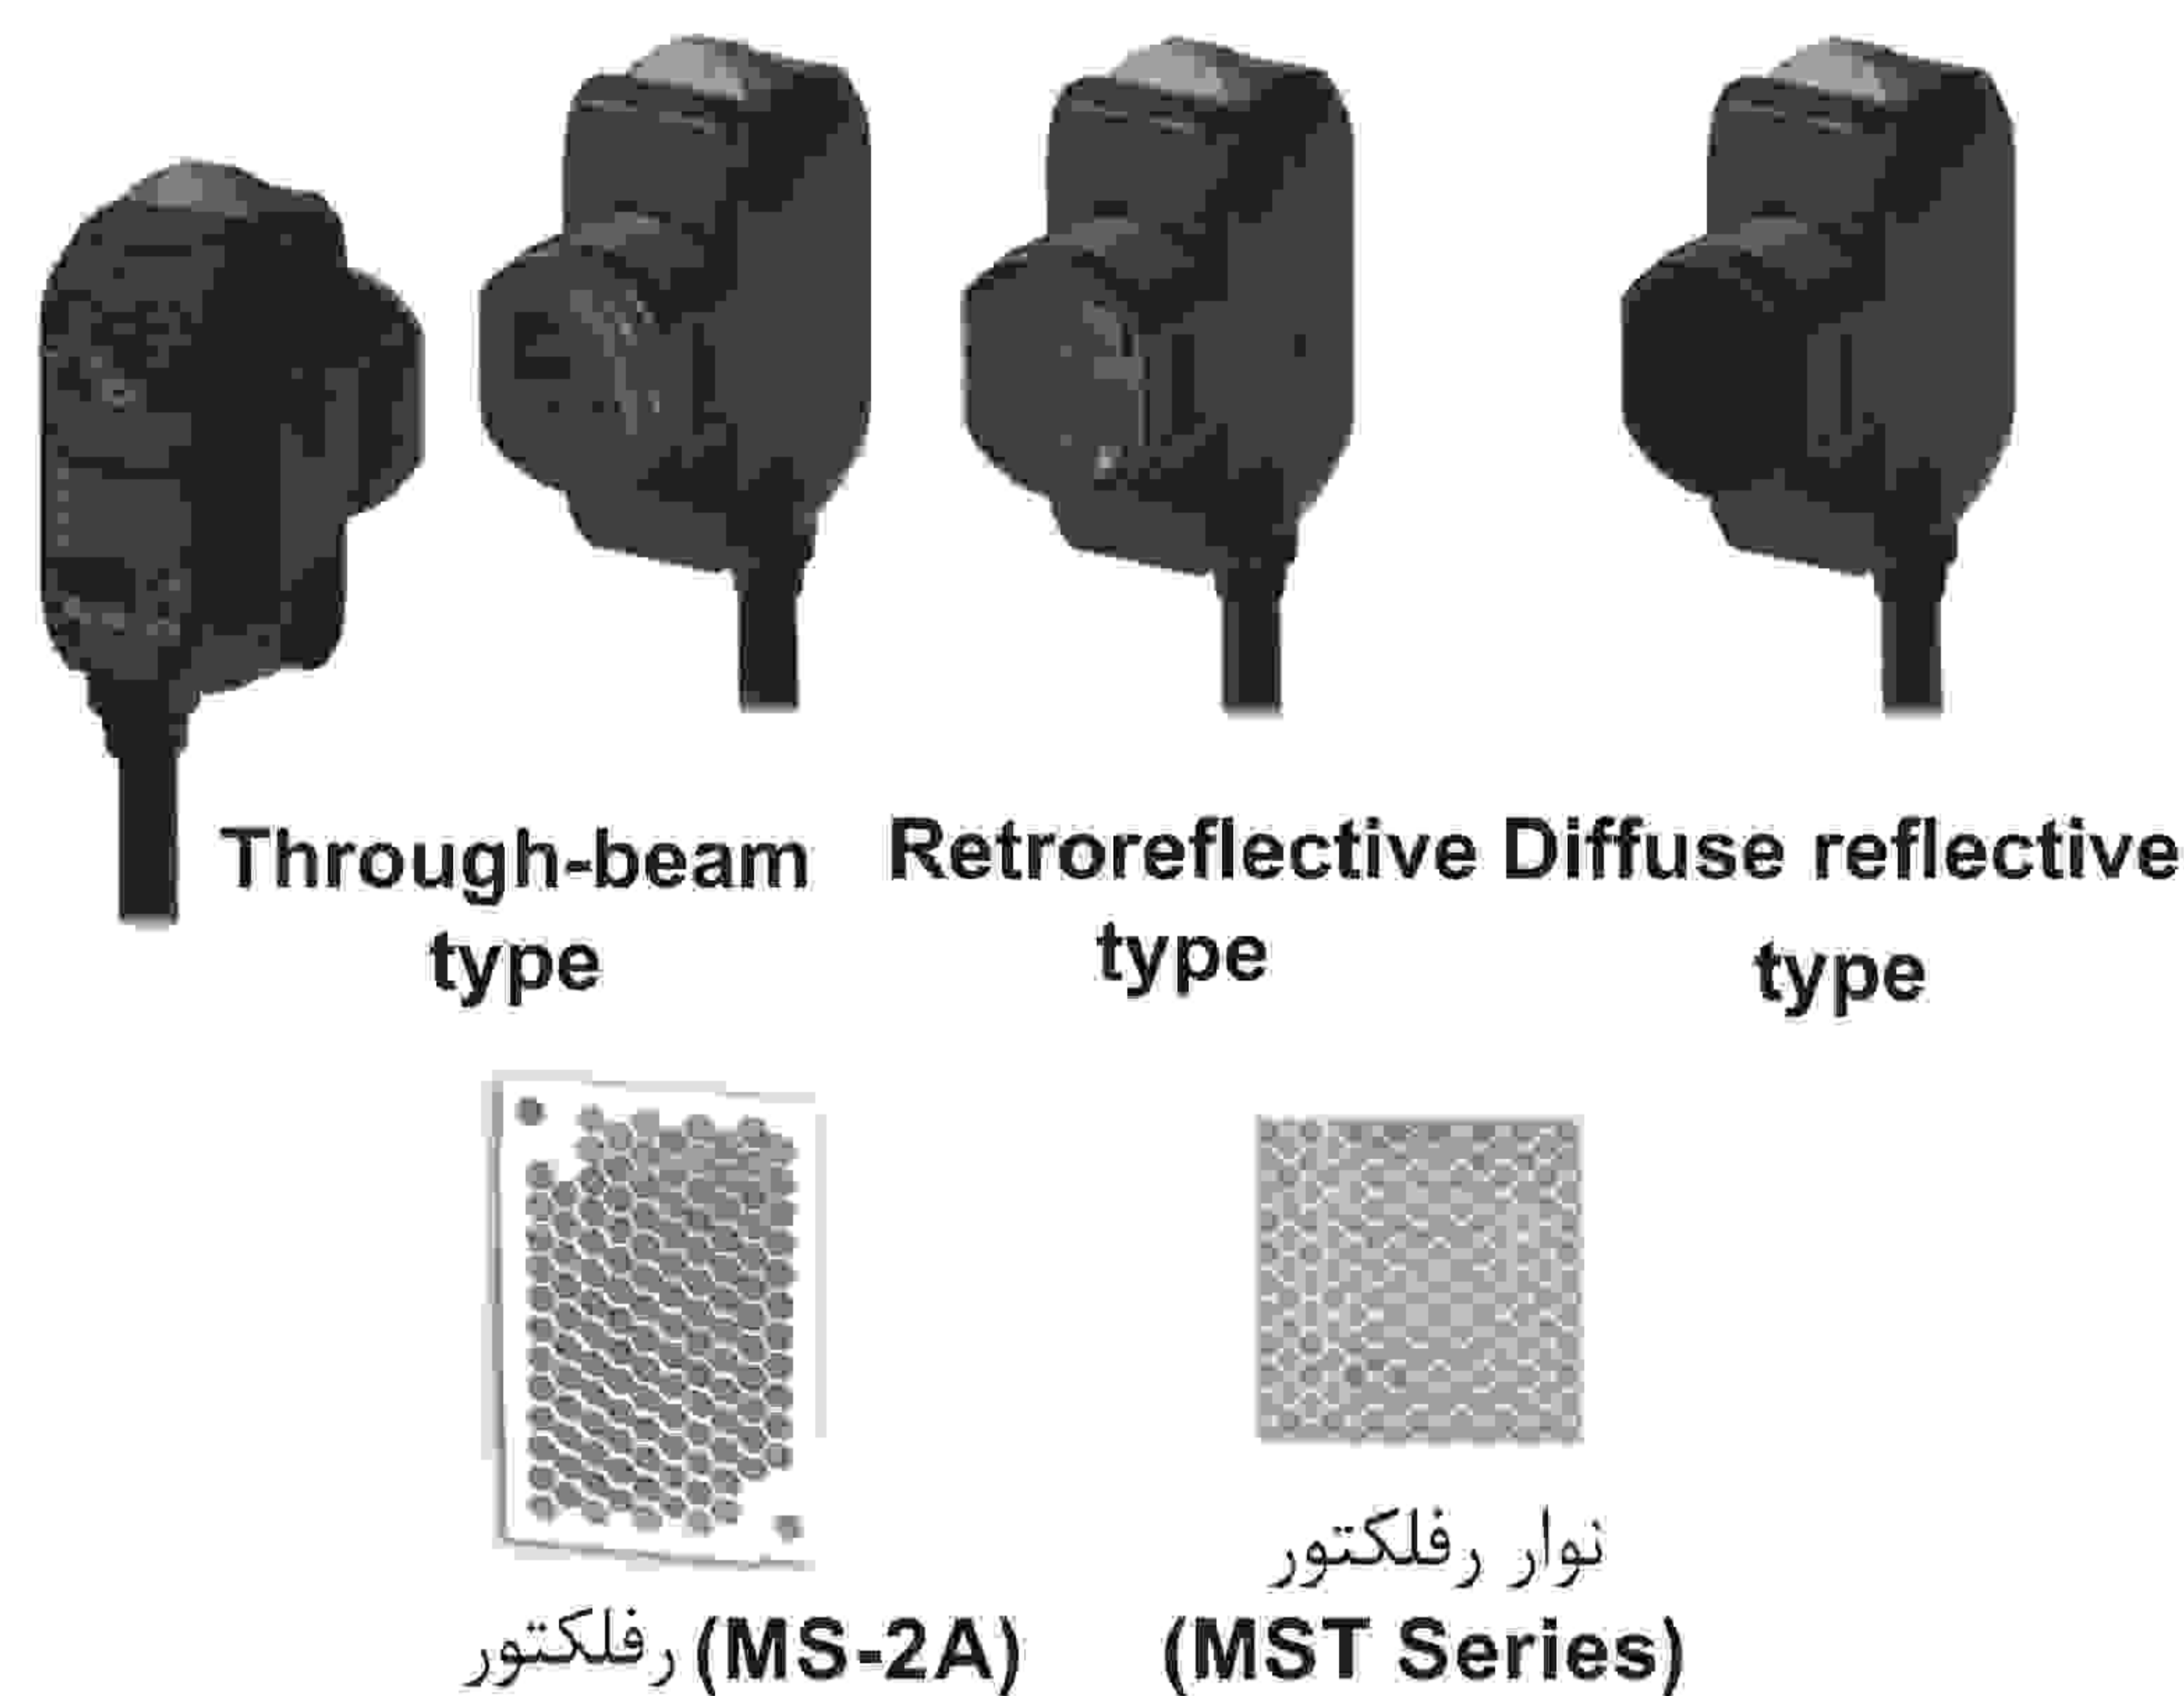 Through-beam
type
Retroreflective
type
Diffuse reflective
type
رفلکتور (MS-2A)
نوار رفلکتور
(MST Series)